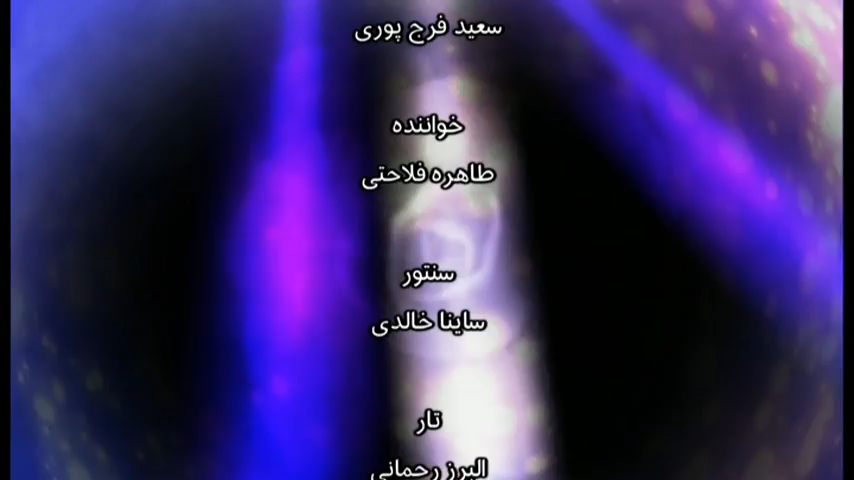 سعید فرج پوری
خواننده
طاهره فلاحتی
سنتور
ساینا خالدی
تار
البرز رحمانی